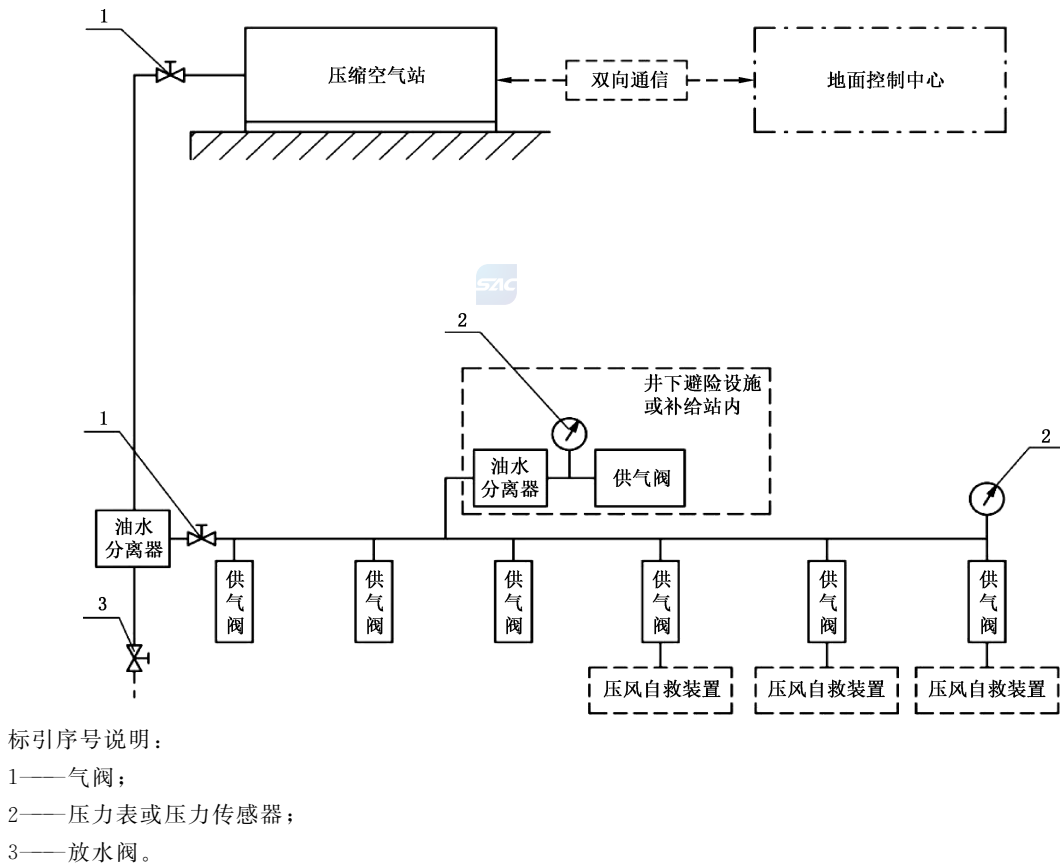 1
压缩空气站
双向通信
地面控制中心
SAC
2
井下避险设施
或补给站内
1
2
油水
分离器
供气阀
油水
分离器
供气阀
供气阀
供气阀
供气阀
供气阀
供气阀
3
压风自救装置
压风自救装置
压风自救装置
标引序号说明：
1——气阀；
2——压力表或压力传感器；
3——放水阀。